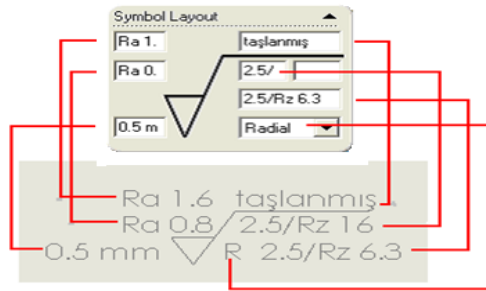 Symbol Layout
Ra 1. taşlanmış
Ra 0. 2.5/
2.5/Rz 6.3
0.5 m Radial
Ra 1.6 taşlanmış
Ra 0.8 2.5/Rz 16
0.5 mm R 2.5/Rz 6.3